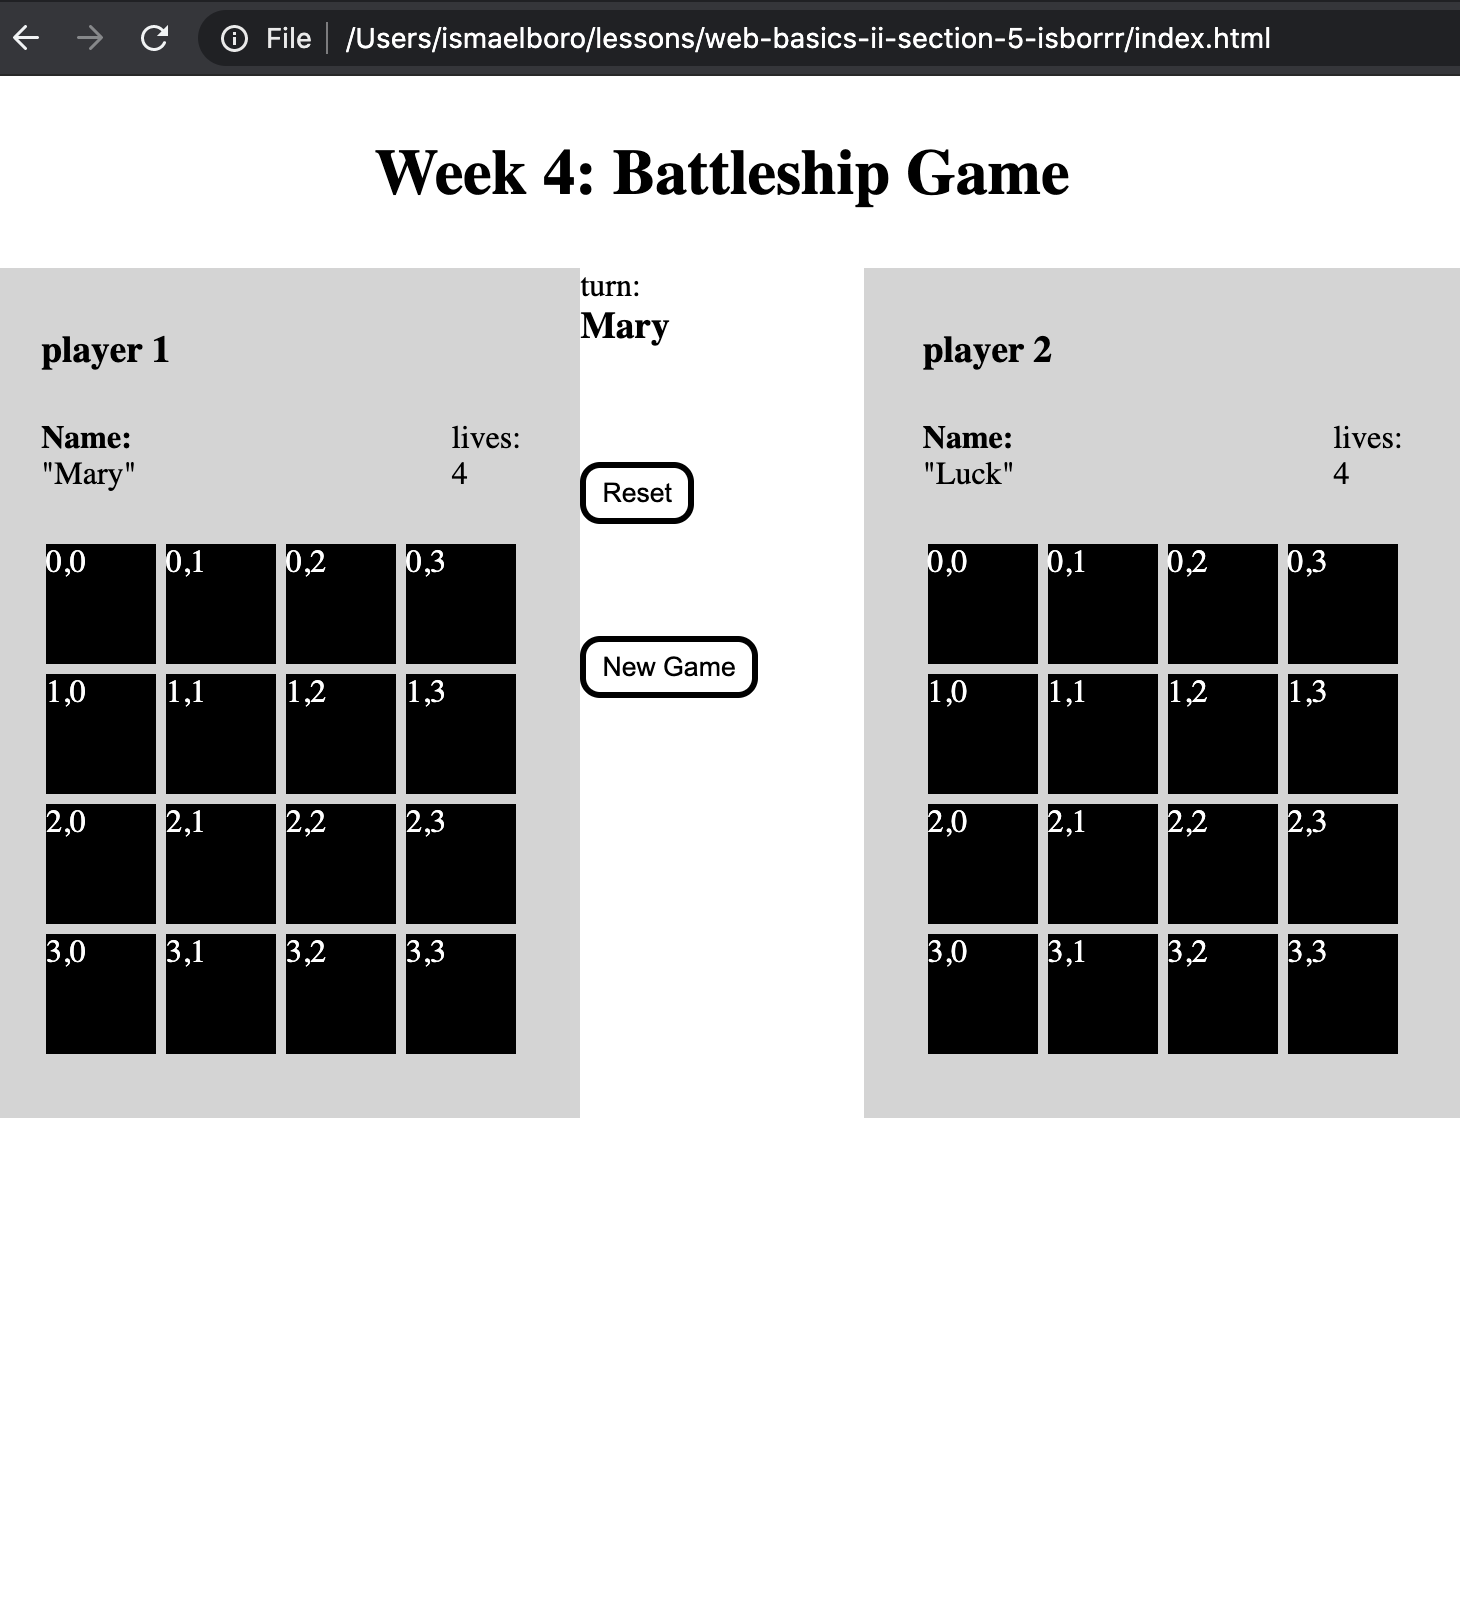 File /Users/ismaelboro/lessons/web-basics-ii-section-5-isborrr/index.html
Week 4: Battleship Game
player 1
Name:
"Mary"
lives:
4
0,0 0,1 0,2 0,3
1,0 1,1 1,2 1,3
2,0 2,1 2,2 2,3
3,0 3,1 3,2 3,3
turn:
Mary
Reset
New Game
player 2
Name:
"Luck"
lives:
4
0,0 0,1 0,2 0,3
1,0 1,1 1,2 1,3
2,0 2,1 2,2 2,3
3,0 3,1 3,2 3,3